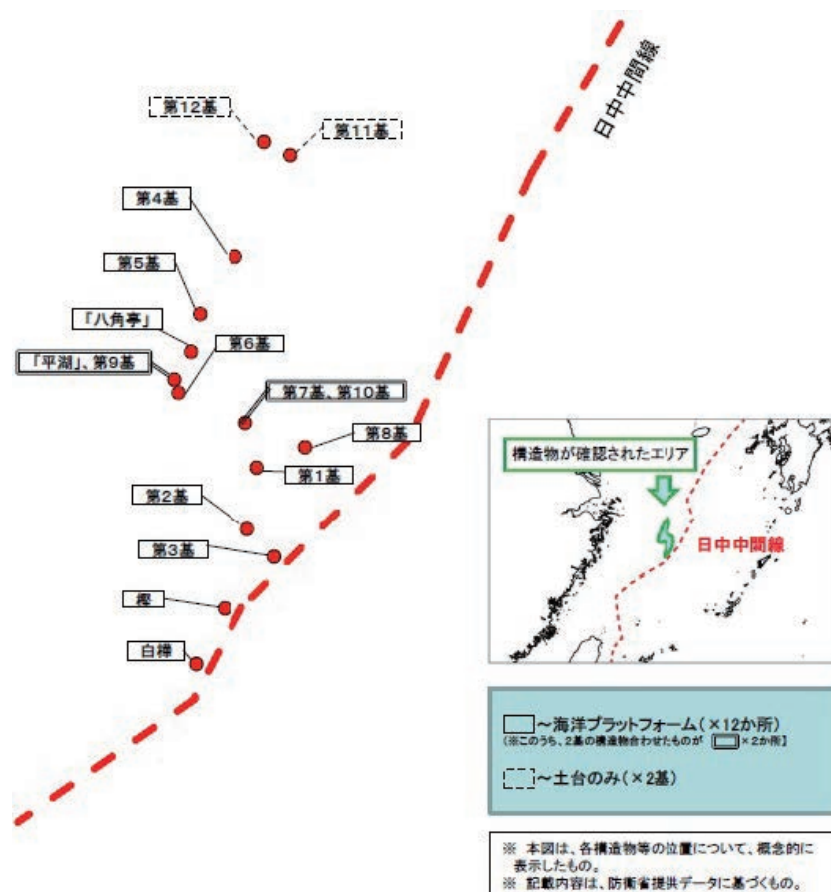 日中中間線
第12基
第11基
第4基
第5基
「八角亭」
第6基
「平湖」、第9基
第7基、第10基
第8基
第1基
第2基
第3基
樫
白樺
構造物が確認されたエリア
日中中間線
～海洋プラットフォーム(×12か所)
(※このうち、2基の構造物合わせたものが ×2か所】
～土台のみ(×2基)
※ 本図は、各構造物等の位置について、概念的に
表示したもの。
※ 記載内容は、防衛省提供データに基づくもの。